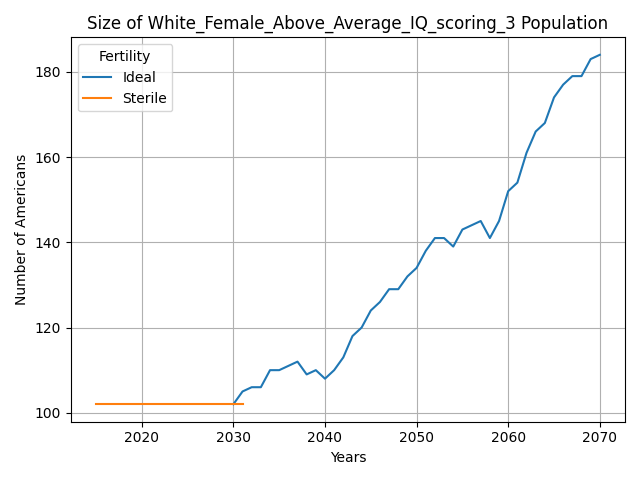 Size of White_Female_Above_Average_IQ_scoring_3 Population
Fertility
Ideal
Sterile
Number of Americans
180
160
140
120
100
2020 2030 2040 2050 2060 2070
Years